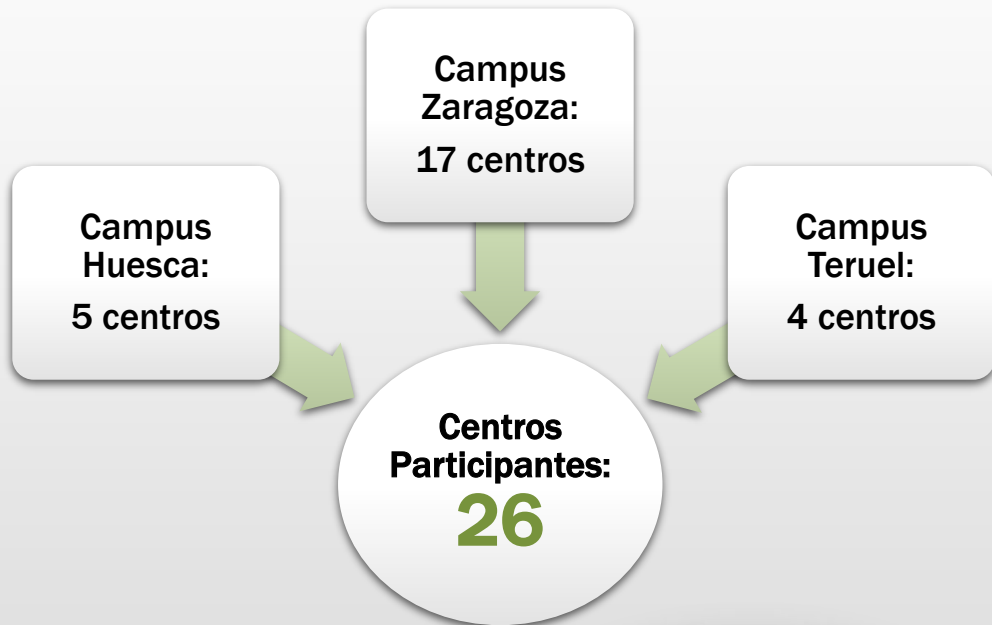 Campus
Zaragoza:
17 centros
Campus
Huesca:
5 centros
Campus
Teruel:
4 centros
Centros
Participantes:
26